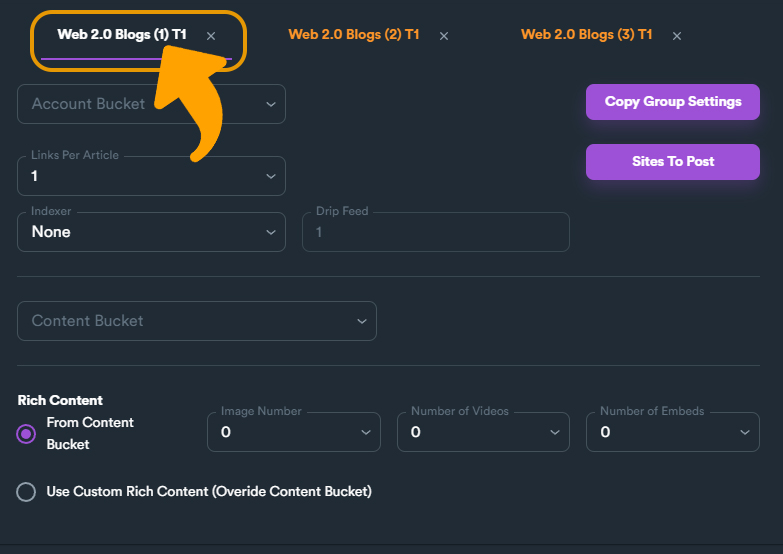 Web 2.0 Blogs (1) T1 ×
Web 2.0 Blogs (2) T1 ×
Web 2.0 Blogs (3) T1 ×
Account Bucket
Copy Group Settings
Links Per Article
1
Sites To Post
Indexer
None
Drip Feed
1
Content Bucket
Rich Content
From Content
Bucket
Image Number
0
Number of Videos
0
Number of Embeds
0
Use Custom Rich Content (Overide Content Bucket)